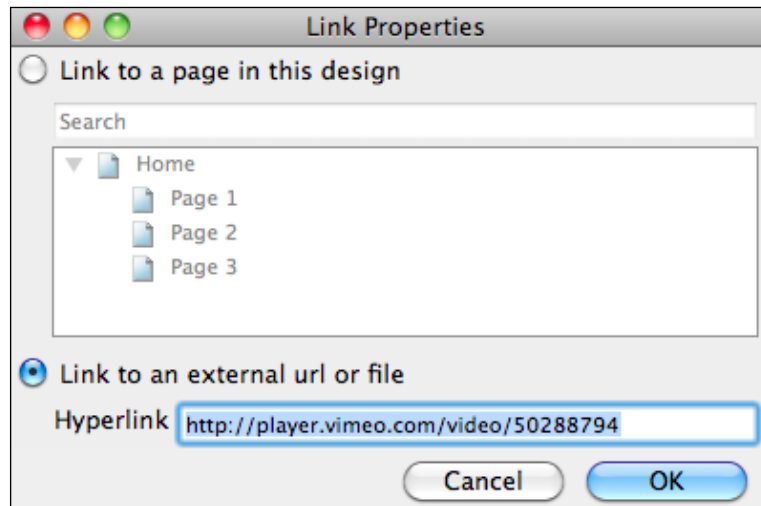 Link Properties
Link to a page in this design
Search
Home
Page 1
Page 2
Page 3
Link to an external url or file
Hyperlink http://player.vimeo.com/video/50288794
Cancel OK